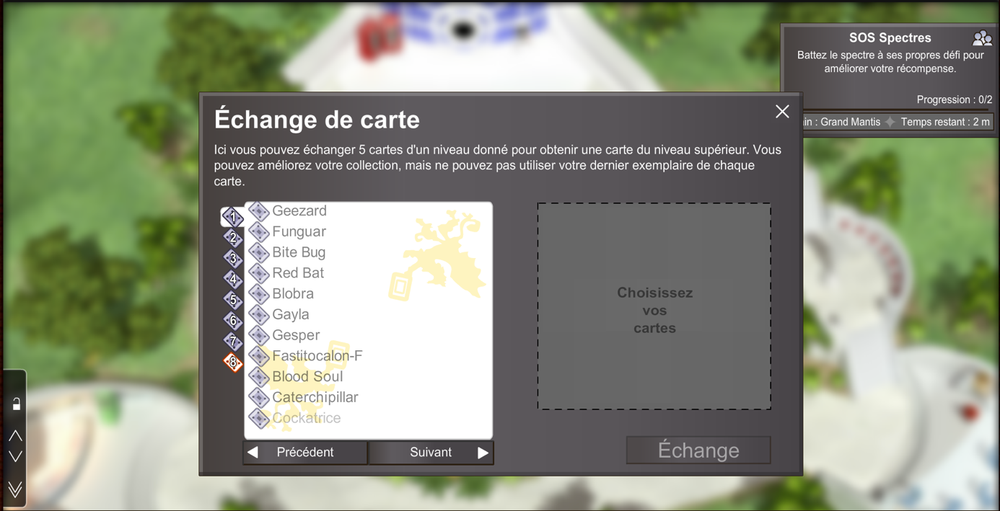 SOS Spectres
Battez le spectre à ses propres défi pour
améliorer votre récompense.
Progression : 0/2
in : Grand Mantis
Temps restant : 2 m
Échange de carte
Ici vous pouvez échanger 5 cartes d'un niveau donné pour obtenir une carte du niveau supérieur. Vous
pouvez améliorez votre collection, mais ne pouvez pas utiliser votre dernier exemplaire de chaque
carte.
1
2
3
4
5
6
7
8
Geezard
Funguar
Bite Bug
Red Bat
Blobra
Gayla
Gesper
Fastitocalon-F
Blood Soul
Caterchipillar
Cockatrice
Précédent
Suivant
Choisissez
vos
cartes
Échange